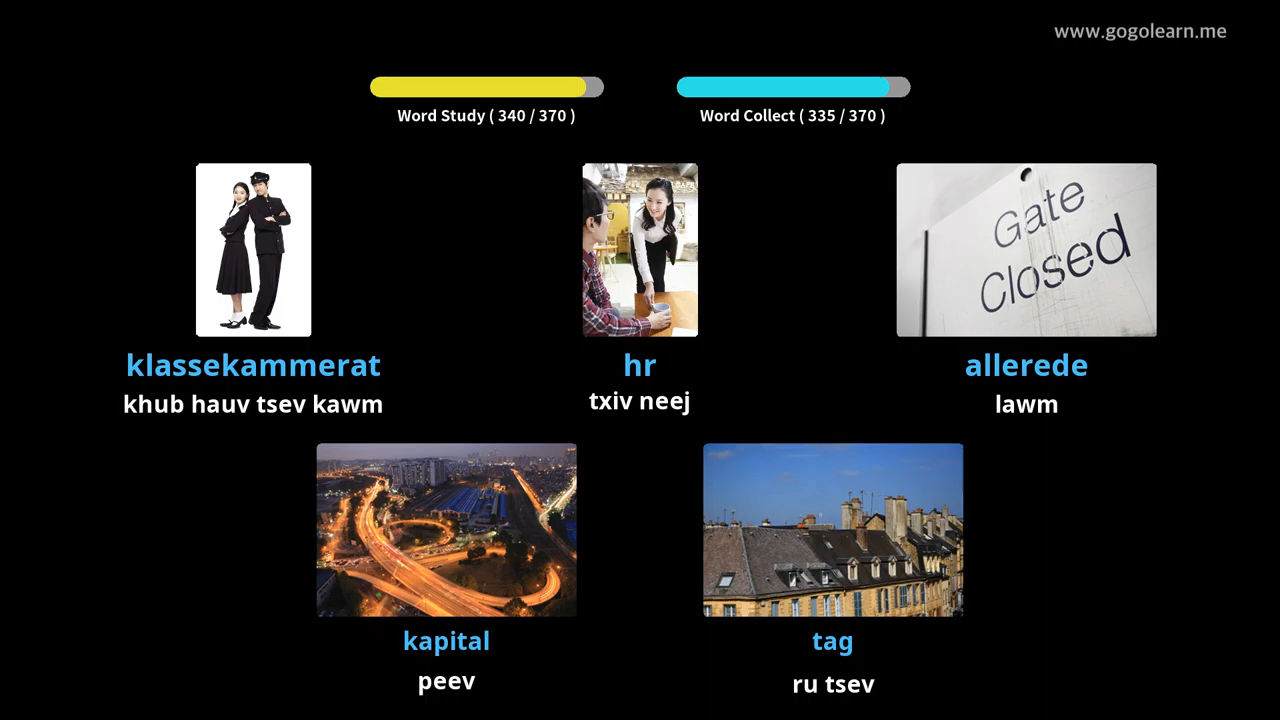 www.gogolearn.me
Word Study ( 340 / 370 )
Word Collect ( 335 / 370 )
Gate
Closed
klassekammerat
khub hauv tsev kawm
hr
txiv neej
allerede
lawm
kapital
peev
tag
ru tsev